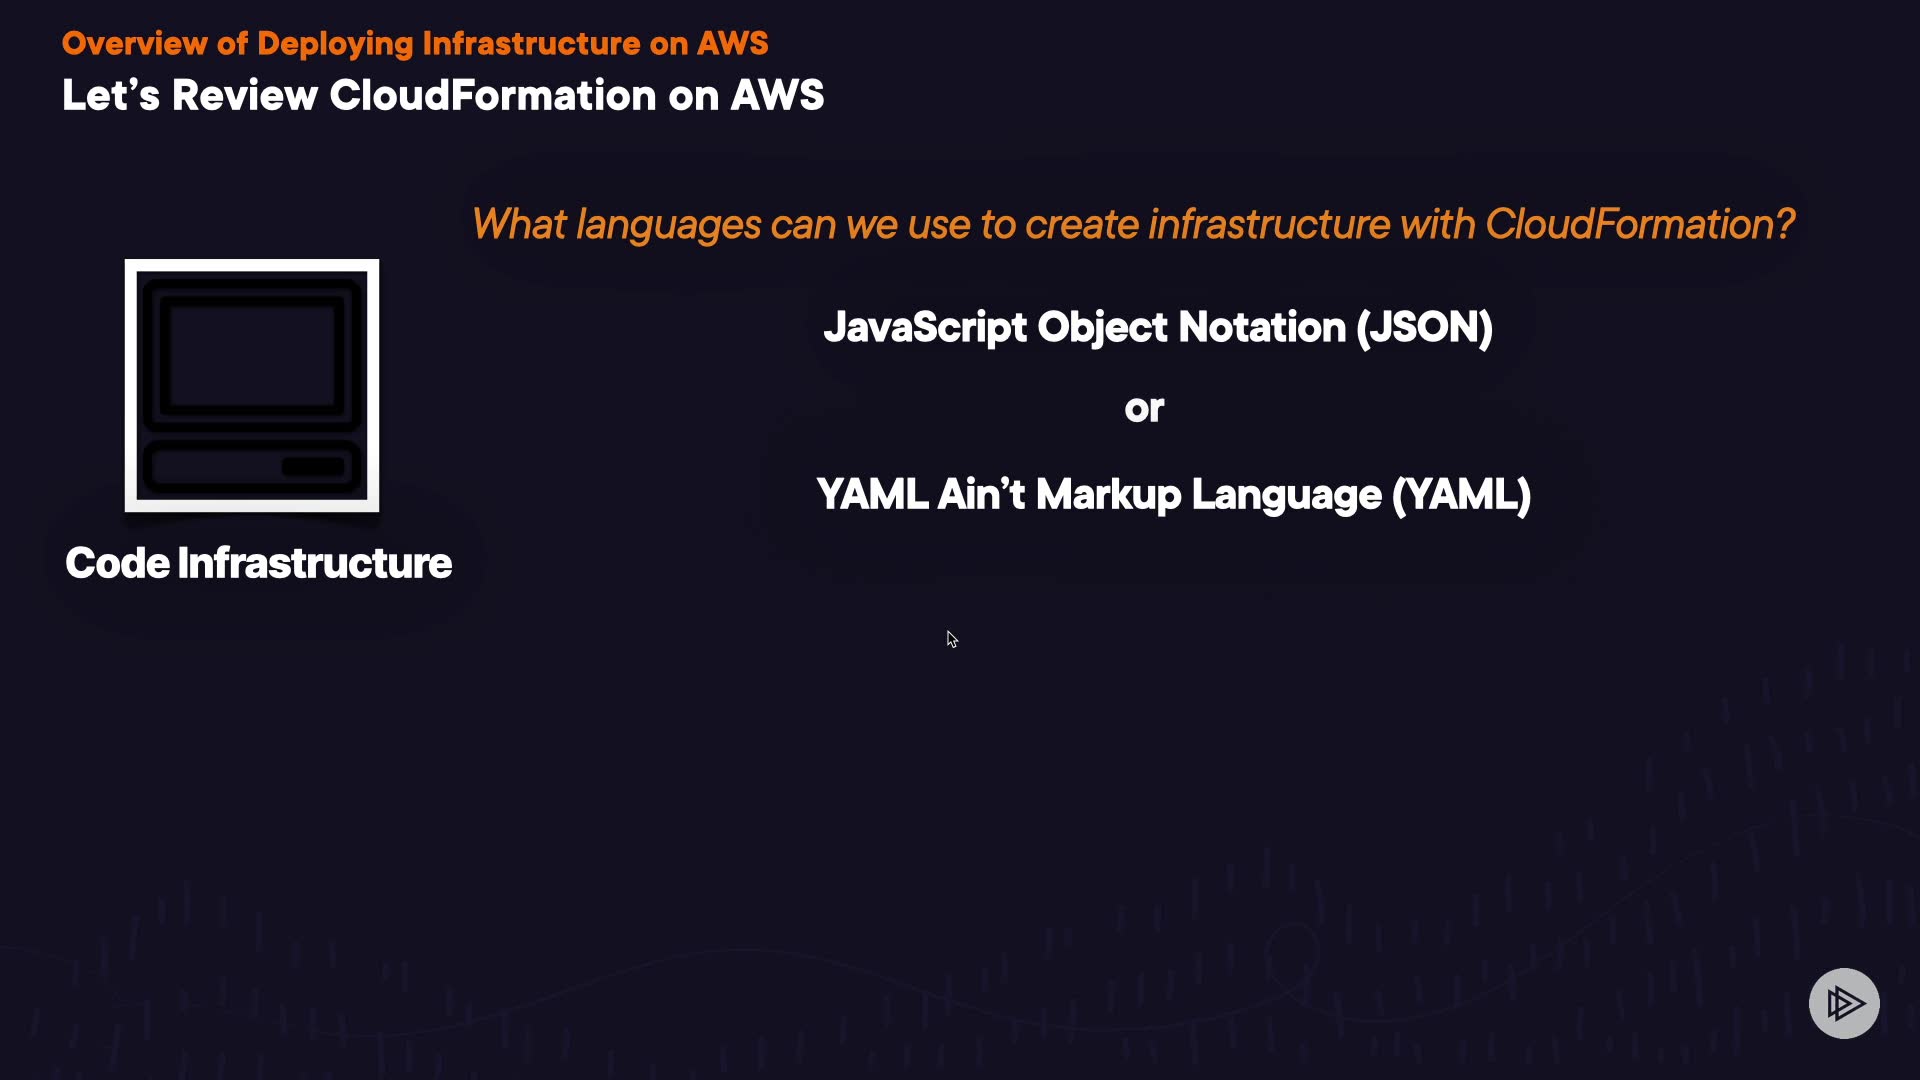 Overview of Deploying Infrastructure on AWS
Let’s Review CloudFormation on AWS
What languages can we use to create infrastructure with CloudFormation?
JavaScript Object Notation (JSON)
or
YAML Ain’t Markup Language (YAML)
Code Infrastructure